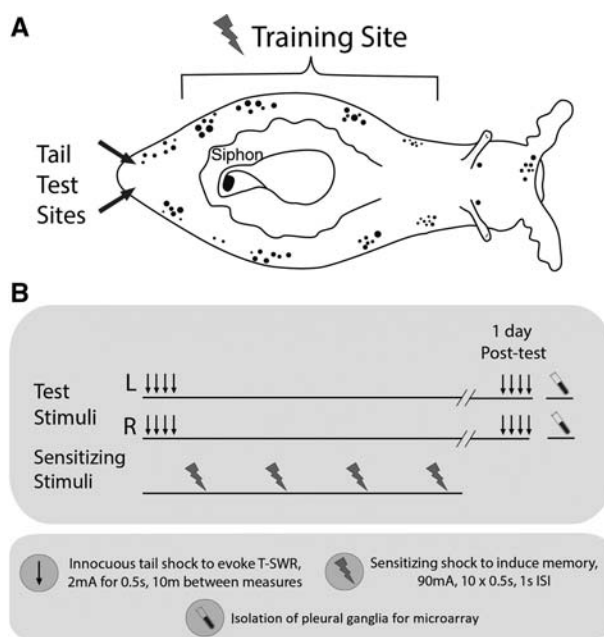 A
Training Site
Siphon
Tail
Test
Sites
B
1 day
Post-test
Test
Stimuli
L
R
Sensitizing
Stimuli
Innocuous tail shock to evoke T-SWR,
2mA for 0.5s, 10m between measures
Sensitizing shock to induce memory,
90mA, 10 x 0.5s, 1s ISI
Isolation of pleural ganglia for microarray